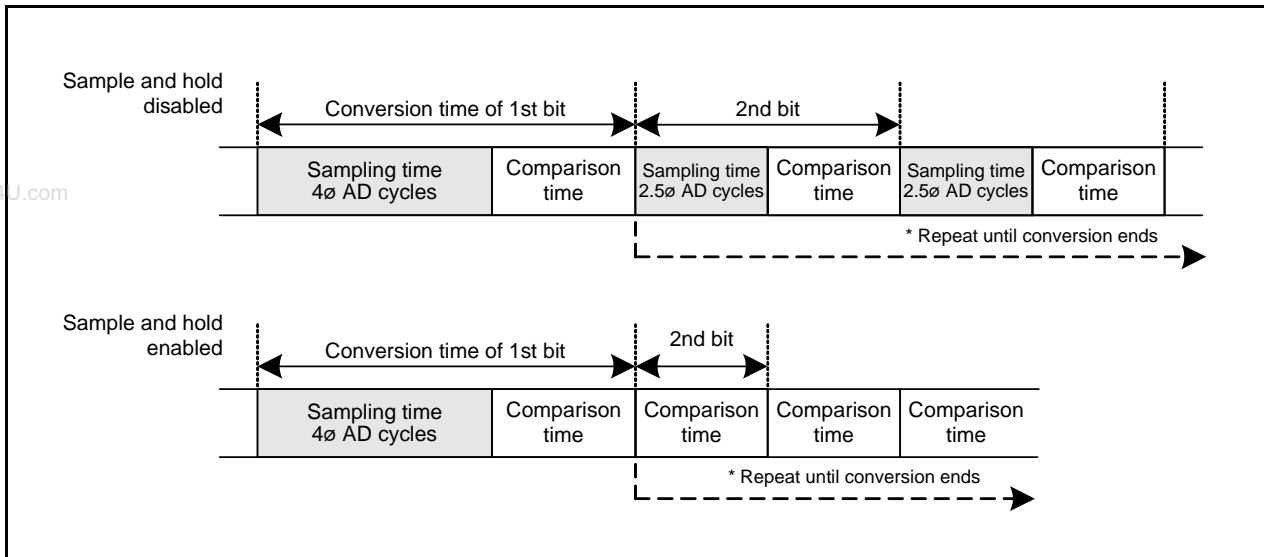 Sample and hold
disabled
Conversion time of 1st bit
2nd bit
Sampling time
4ø AD cycles
Comparison
time
Sampling time
2.5ø AD cycles
Comparison
time
Sampling time
2.5ø AD cycles
Comparison
time
4U.com
* Repeat until conversion ends
Sample and hold
enabled
Conversion time of 1st bit
2nd bit
Sampling time
4ø AD cycles
Comparison
time
Comparison
time
Comparison
time
Comparison
time
* Repeat until conversion ends